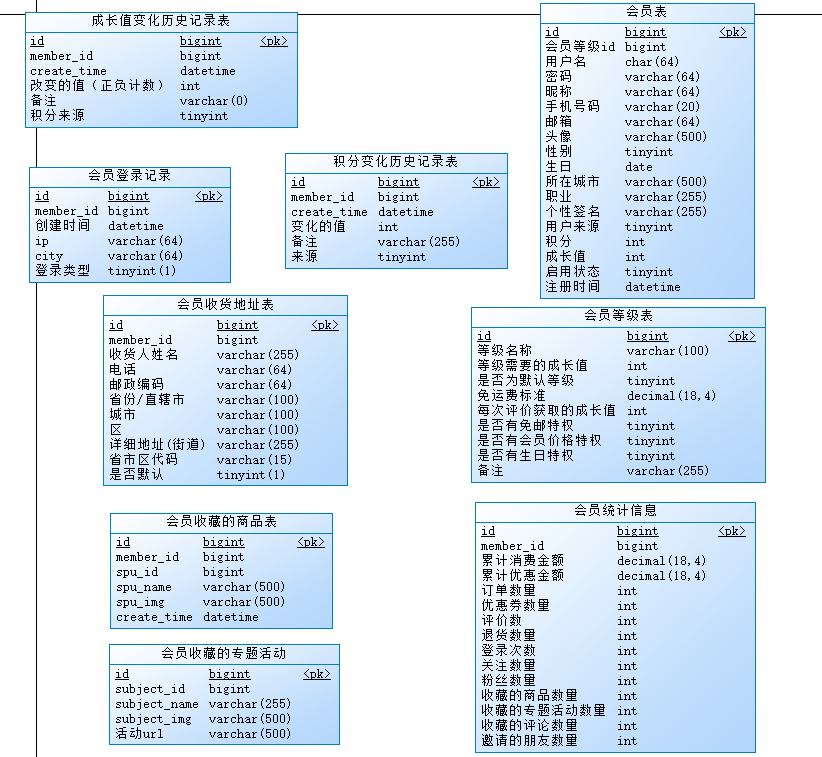 成长值变化历史记录表
id bigint <pk>
member_id bigint
create_time datetime
改变的值（正负计数） int
备注 varchar(0)
积分来源 tinyint
会员表
id bigint <pk>
会员等级id bigint
用户名 char(64)
密码 varchar(64)
昵称 varchar(64)
手机号码 varchar(20)
邮箱 varchar(64)
头像 varchar(500)
性别 tinyint
生日 date
所在城市 varchar(500)
职业 varchar(255)
个性签名 varchar(255)
用户来源 tinyint
积分 int
成长值 int
启用状态 tinyint
注册时间 datetime
会员登录记录
id bigint <pk>
member_id bigint
创建时间 datetime
ip varchar(64)
city varchar(64)
登录类型 tinyint(1)
积分变化历史记录表
id bigint <pk>
member_id bigint
create_time datetime
变化的值 int
备注 varchar(255)
来源 tinyint
会员收货地址表
id bigint <pk>
member_id bigint
收货人姓名 varchar(255)
电话 varchar(64)
邮政编码 varchar(64)
省份/直辖市 varchar(100)
城市 varchar(100)
区 varchar(100)
详细地址(街道) varchar(255)
省市区代码 varchar(15)
是否默认 tinyint(1)
会员等级表
id bigint <pk>
等级名称 varchar(100)
等级需要的成长值 int
是否为默认等级 tinyint
免运费标准 decimal(18,4)
每次评价获取的成长值 int
是否有免邮特权 tinyint
是否有会员价格特权 tinyint
是否有生日特权 tinyint
备注 varchar(255)
会员收藏的商品表
id bigint <pk>
member_id bigint
spu_id bigint
spu_name varchar(500)
spu_img varchar(500)
create_time datetime
会员统计信息
id bigint <pk>
member_id bigint
累计消费金额 decimal(18,4)
累计优惠金额 decimal(18,4)
订单数量 int
优惠券数量 int
评价数 int
退货数量 int
登录次数 int
关注数量 int
粉丝数量 int
收藏的商品数量 int
收藏的专题活动数量 int
收藏的评论数量 int
邀请的朋友数量 int
会员收藏的专题活动
id bigint <pk>
subject_id bigint
subject_name varchar(255)
subject_img varchar(500)
活动url varchar(500)